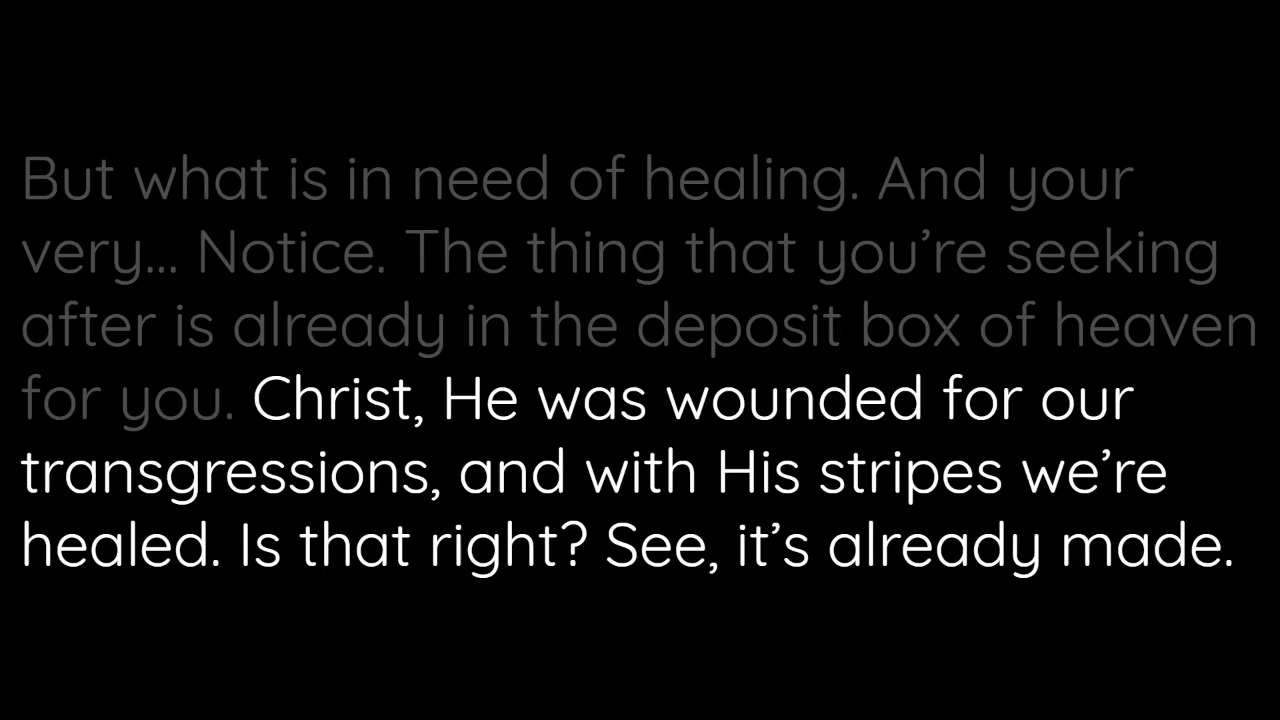 But what is in need of healing. And your
very... Notice. The thing that you’re seeking
after is already in the deposit box of heaven
for you. Christ, He was wounded for our
transgressions, and with His stripes we’re
healed. Is that right? See, it’s already made.